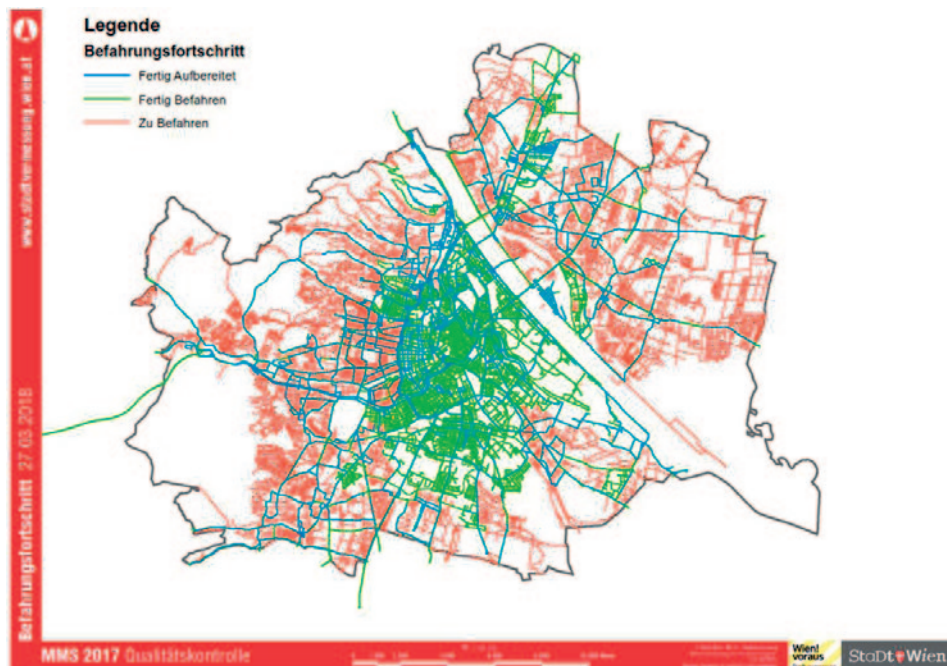 Legende
Befahrungsfortschritt
Fertig Aufbereitet
Fertig Befahren
Zu Befahren
www.stadtvermessung.wien.at
Befahrungsfortschritt 27 03 2018
MMS 2017 Qualitätskontrolle
Wien!
voraus
StaDt Wien